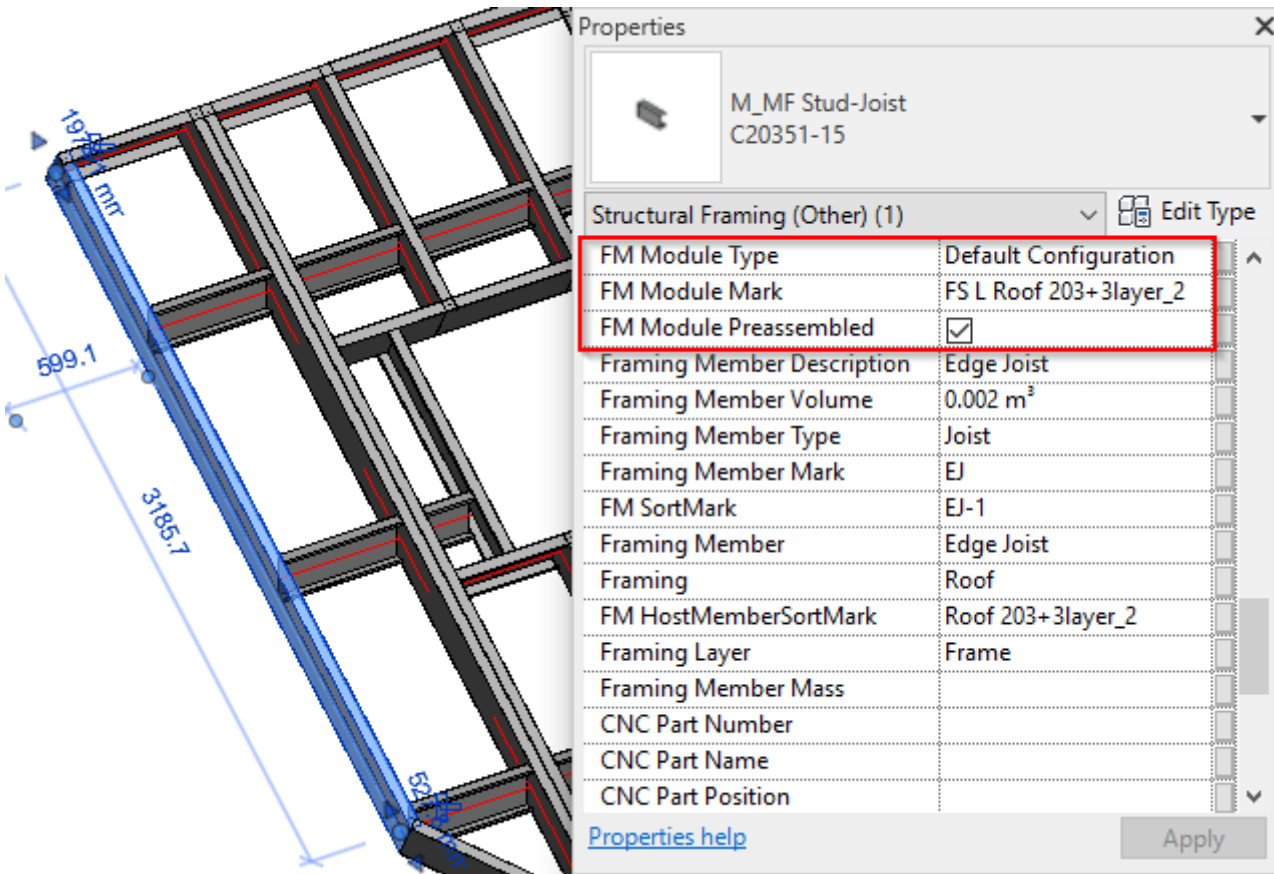 Properties
M_MF Stud-Joist
C20351-15
Structural Framing (Other) (1)
Edit Type
FM Module Type Default Configuration
FM Module Mark FS L Roof 203+3layer_2
FM Module Preassembled
Framing Member Description Edge Joist
Framing Member Volume 0.002 m³
Framing Member Type Joist
Framing Member Mark EJ
FM SortMark EJ-1
Framing Member Edge Joist
Framing Roof
FM HostMemberSortMark Roof 203+3layer_2
Framing Layer Frame
Framing Member Mass
CNC Part Number
CNC Part Name
CNC Part Position
Properties help
Apply
599.1
3185.7